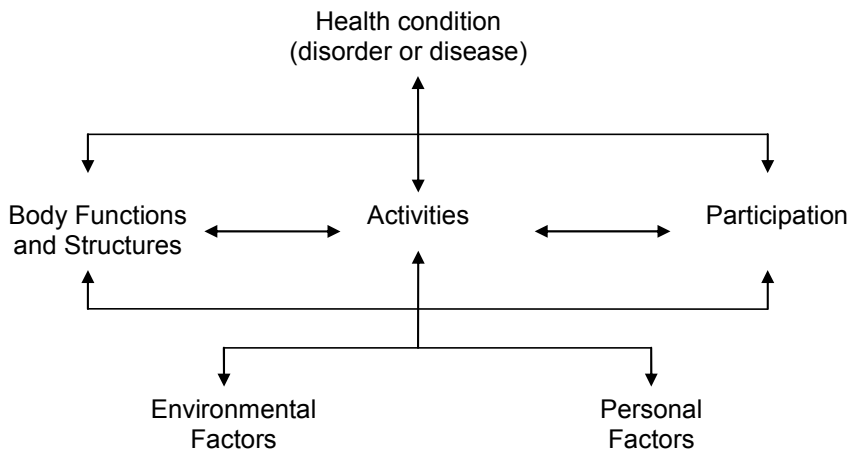 Health condition
(disorder or disease)
Body Functions
and Structures
Activities
Participation
Environmental
Factors
Personal
Factors